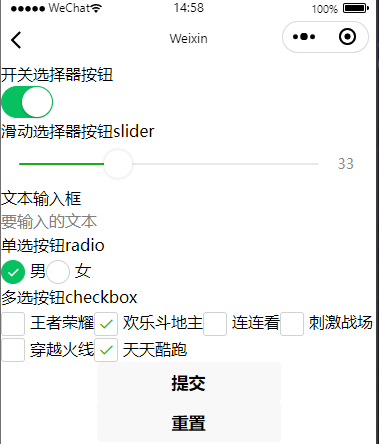 WeChat 14:58 100%
Weixin
开关选择器按钮
滑动选择器按钮slider
33
文本输入框
要输入的文本
单选按钮radio
男 女
多选按钮checkbox
王者荣耀 欢乐斗地主 连连看 刺激战场
穿越火线 天天酷跑
提交
重置